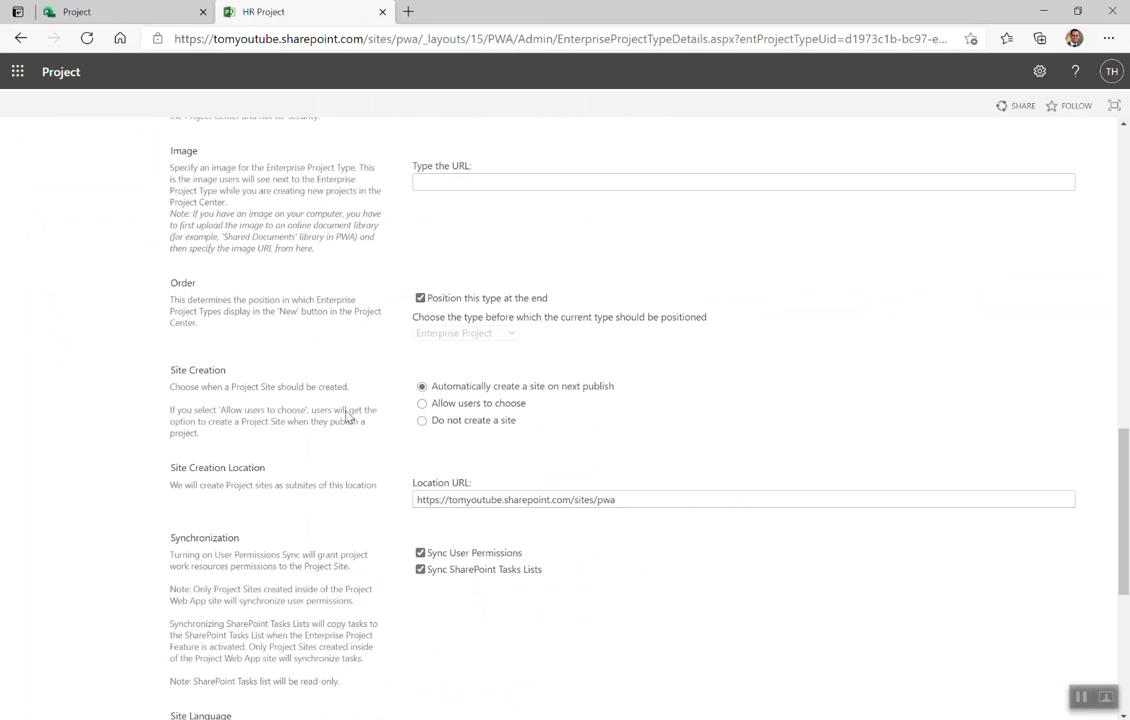 Project
HR Project
https://tomyoutube.sharepoint.com/sites/pwa/_layouts/15/PWA/Admin/EnterpriseProjectTypeDetails.aspx?entProjectTypeUid=d1973c1b-bc97-e...
Project
TH
SHARE
FOLLOW
the Project Center and not for security.
Image
Specify an image for the Enterprise Project Type. This
is the image users will see next to the Enterprise
Project Type while you are creating new projects in the
Project Center.
Note: If you have an image on your computer, you have
to first upload the image to an online document library
(for example, 'Shared Documents' library in PWA) and
then specify the image URL from here.
Type the URL:
Order
This determines the position in which Enterprise
Project Types display in the 'New' button in the Project
Center.
Position this type at the end
Choose the type before which the current type should be positioned
Enterprise Project
Site Creation
Choose when a Project Site should be created.
If you select 'Allow users to choose', users will get the
option to create a Project Site when they publish a
project.
Automatically create a site on next publish
Allow users to choose
Do not create a site
Site Creation Location
We will create Project sites as subsites of this location
Location URL:
https://tomyoutube.sharepoint.com/sites/pwa
Synchronization
Turning on User Permissions Sync will grant project
work resources permissions to the Project Site.
Note: Only Project Sites created inside of the Project
Web App site will synchronize user permissions.
Synchronizing SharePoint Tasks Lists will copy tasks to
the SharePoint Tasks List when the Enterprise Project
Feature is activated. Only Project Sites created inside
of the Project Web App site will synchronize tasks.
Note: SharePoint Tasks list will be read-only.
Sync User Permissions
Sync SharePoint Tasks Lists
Site Language